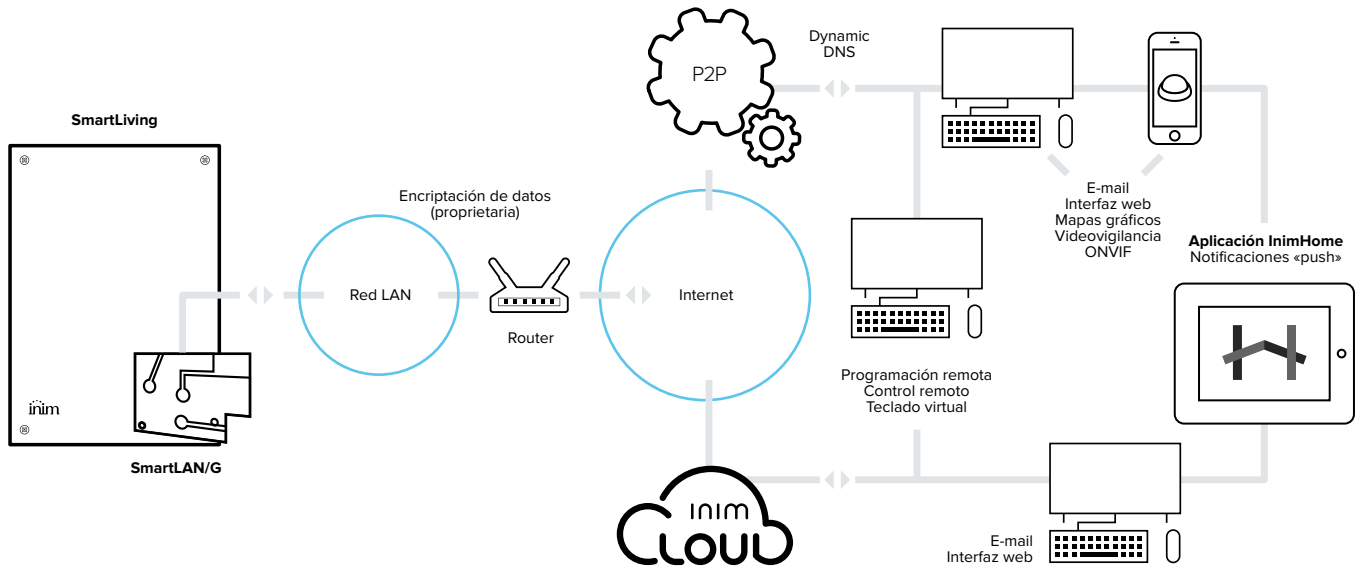 SmartLiving
inim
SmartLAN/G
Encriptación de datos
(proprietaria)
Red LAN
Router
Internet
P2P
Dynamic
DNS
inim
CLOUD
Programación remota
Control remoto
Teclado virtual
E-mail
Interfaz web
Mapas gráficos
Videovigilancia
ONVIF
Aplicación InimHome
Notificaciones «push»
E-mail
Interfaz web